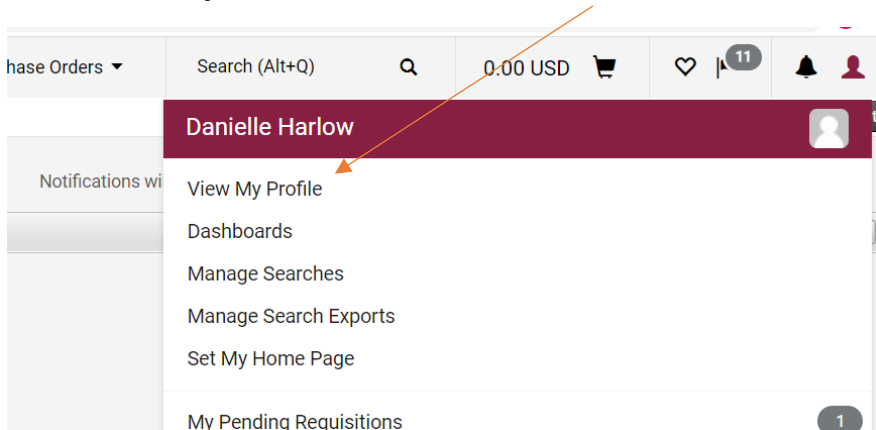 hase Orders Search (Alt+Q) 0.00 USD 11
Danielle Harlow
Notifications wi
View My Profile
Dashboards
Manage Searches
Manage Search Exports
Set My Home Page
My Pending Requisitions 1